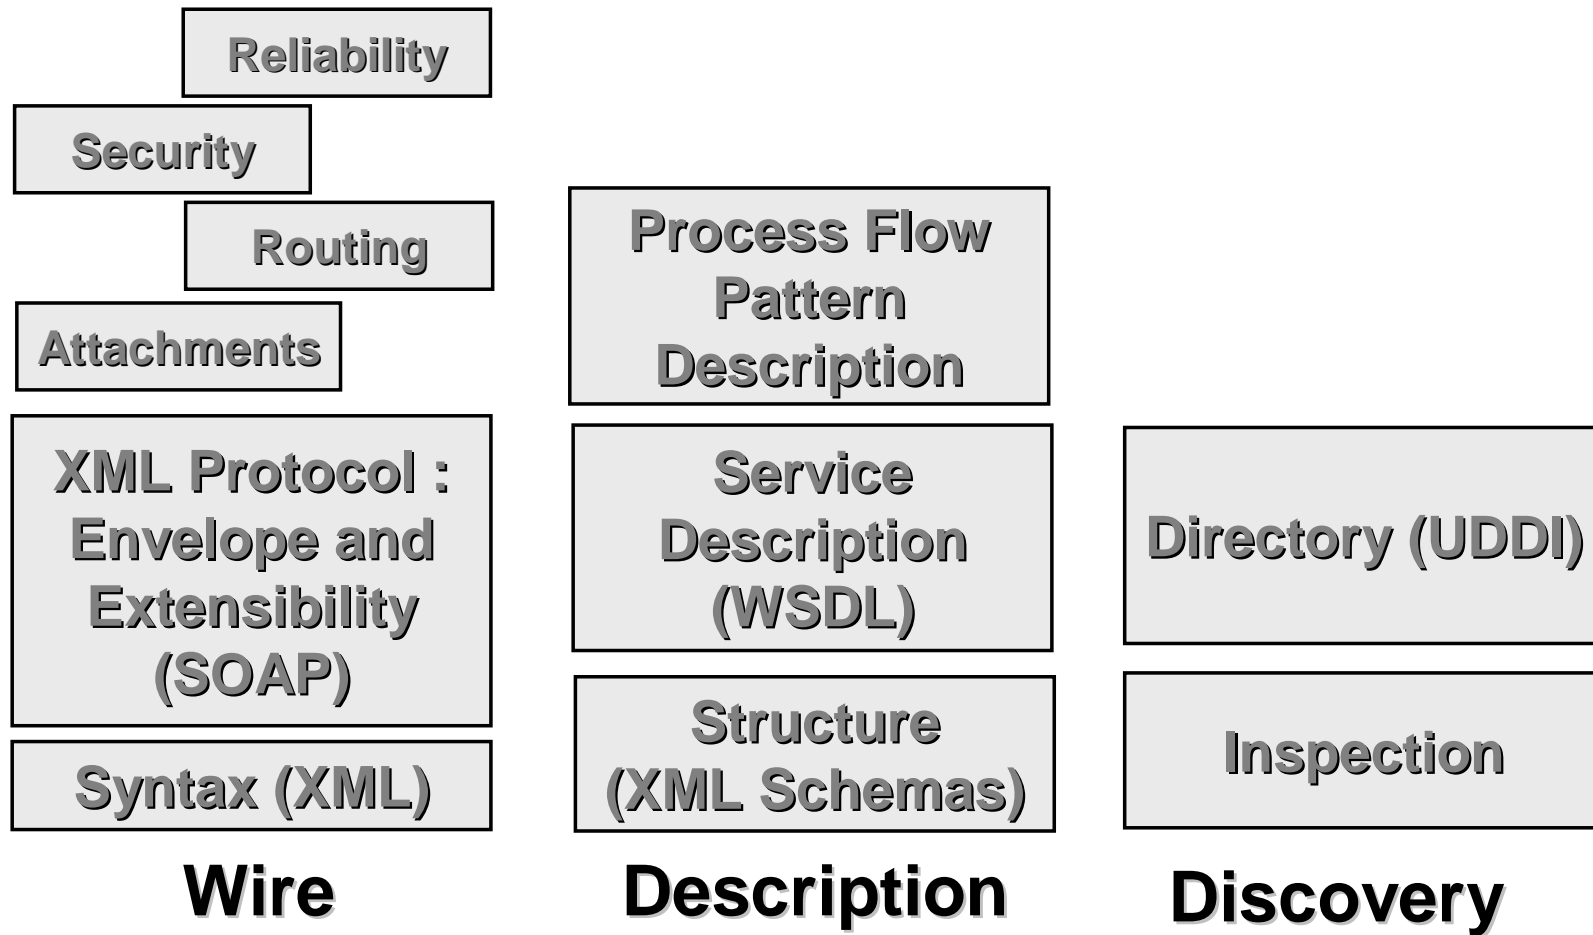 Reliability
Security
Routing
Attachments
XML Protocol :
Envelope and
Extensibility
(SOAP)
Syntax (XML)
Wire
Process Flow
Pattern
Description
Service
Description
(WSDL)
Structure
(XML Schemas)
Description
Directory (UDDI)
Inspection
Discovery